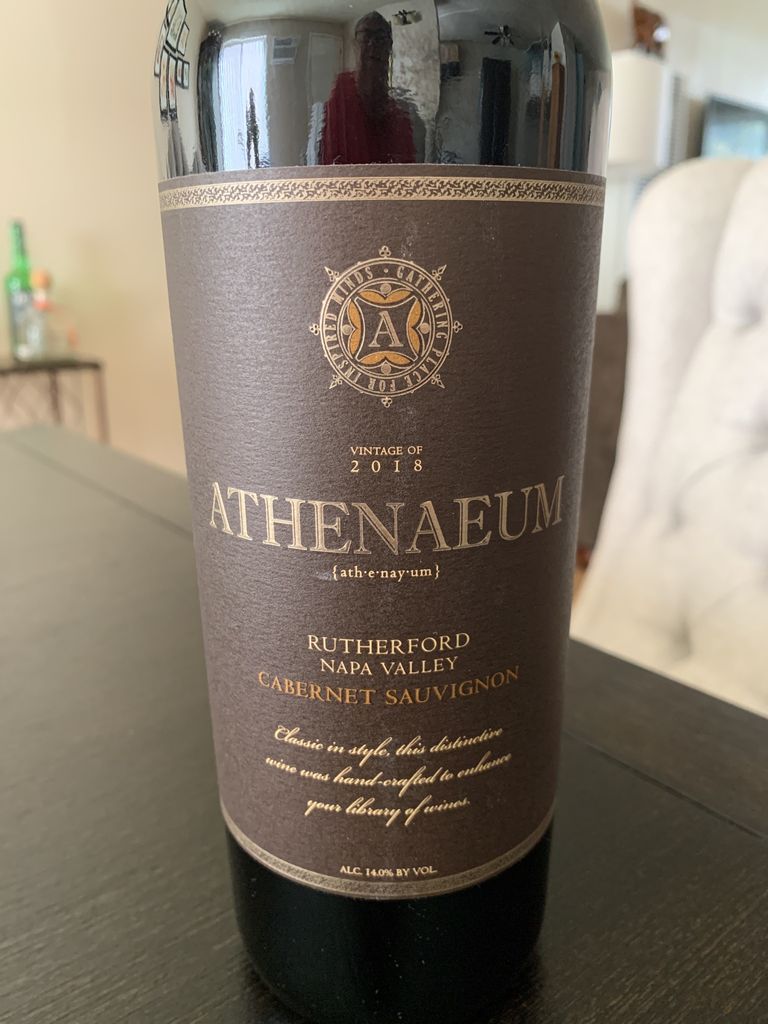 GATHERING PLACE FOR INSPIRED MINDS •
A
VINTAGE OF
2018
ATHENAEUM
{ath·e·nay·um}
RUTHERFORD
NAPA VALLEY
CABERNET SAUVIGNON
Classic in style, this distinctive
wine was hand-crafted to enhance
your library of wines.
ALC. 14.0% BY VOL.